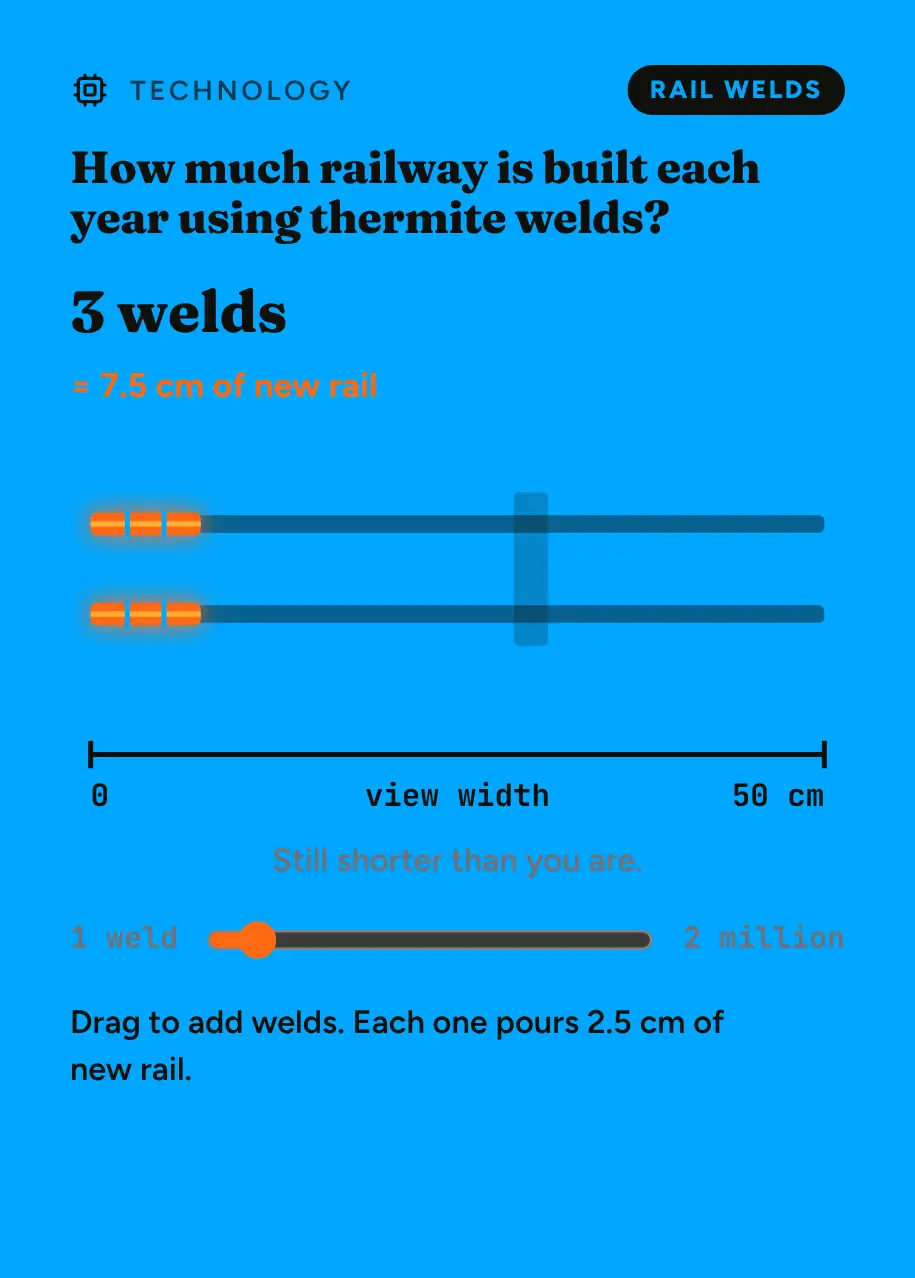 TECHNOLOGY
RAIL WELDS
How much railway is built each
year using thermite welds?
3 welds
= 7.5 cm of new rail
0
view width
50 cm
Still shorter than you are.
1 weld
2 million
Drag to add welds. Each one pours 2.5 cm of
new rail.